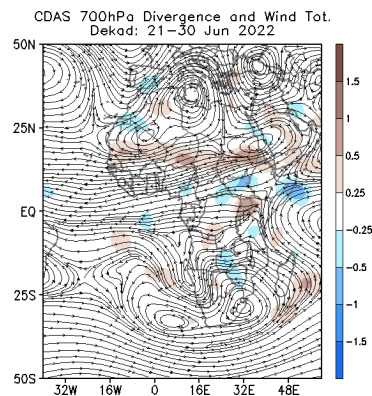 CDAS 700hPa Divergence and Wind Tot.
Dekad: 21-30 Jun 2022
50N
25N
EQ
25S
50S
32W 16W 0 16E 32E 48E
1.5
1
0.5
0.25
-0.25
-0.5
-1
-1.5